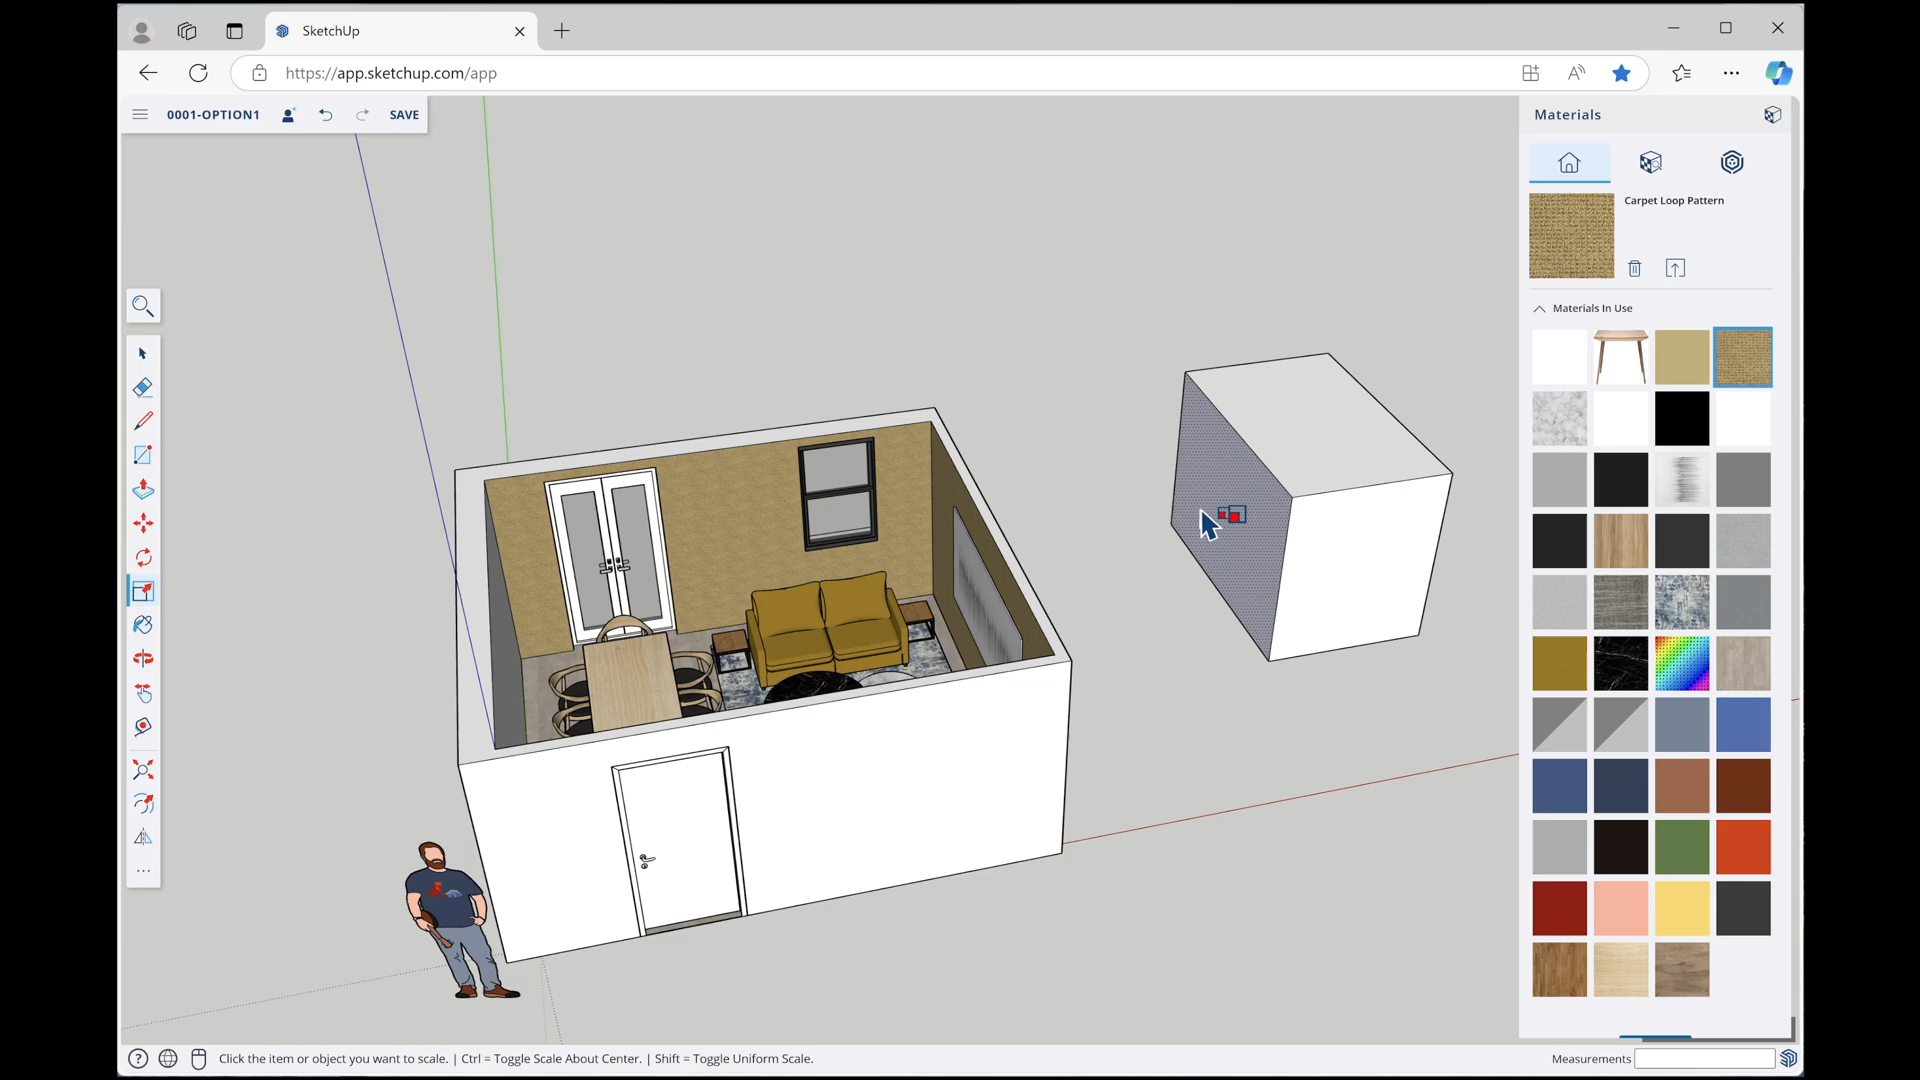 SketchUp
https://app.sketchup.com/app
0001-OPTION1
SAVE
Materials
Carpet Loop Pattern
Materials In Use
Click the item or object you want to scale. | Ctrl = Toggle Scale About Center. | Shift = Toggle Uniform Scale.
Measurements